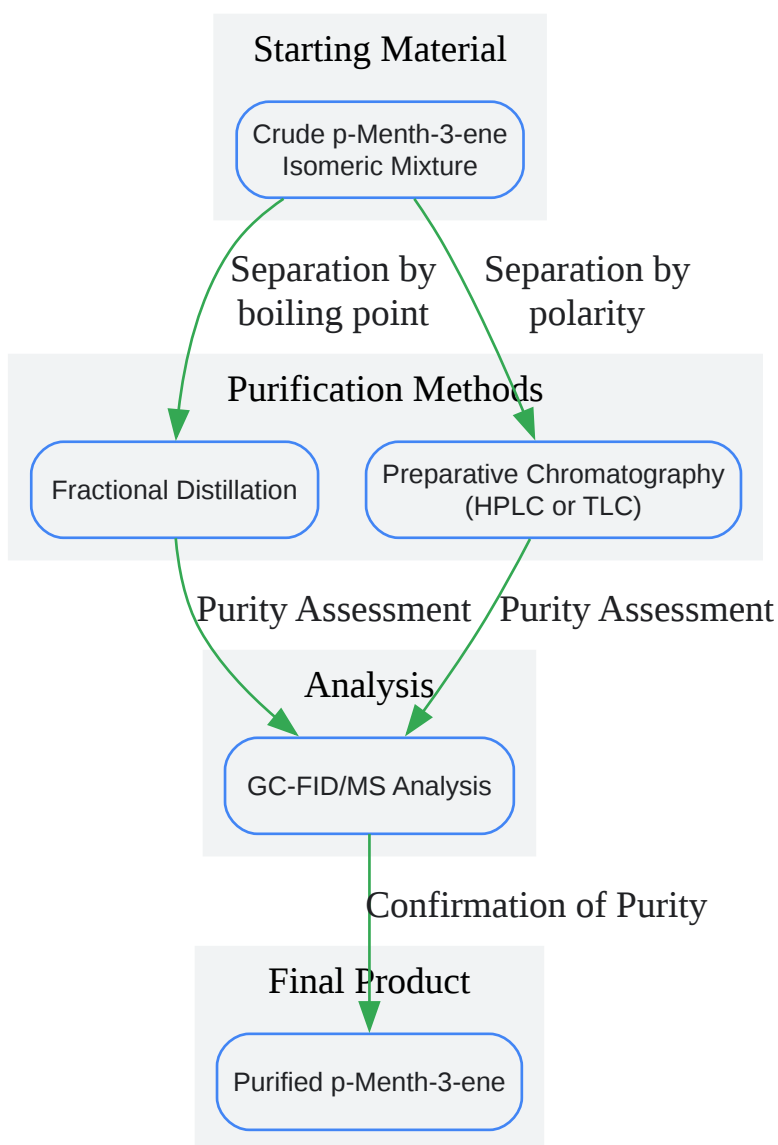 Starting Material
Crude p-Menth-3-ene
Isomeric Mixture
Separation by
boiling point
Separation by
polarity
Purification Methods
Fractional Distillation
Preparative Chromatography
(HPLC or TLC)
Purity Assessment
Purity Assessment
Analysis
GC-FID/MS Analysis
Confirmation of Purity
Final Product
Purified p-Menth-3-ene